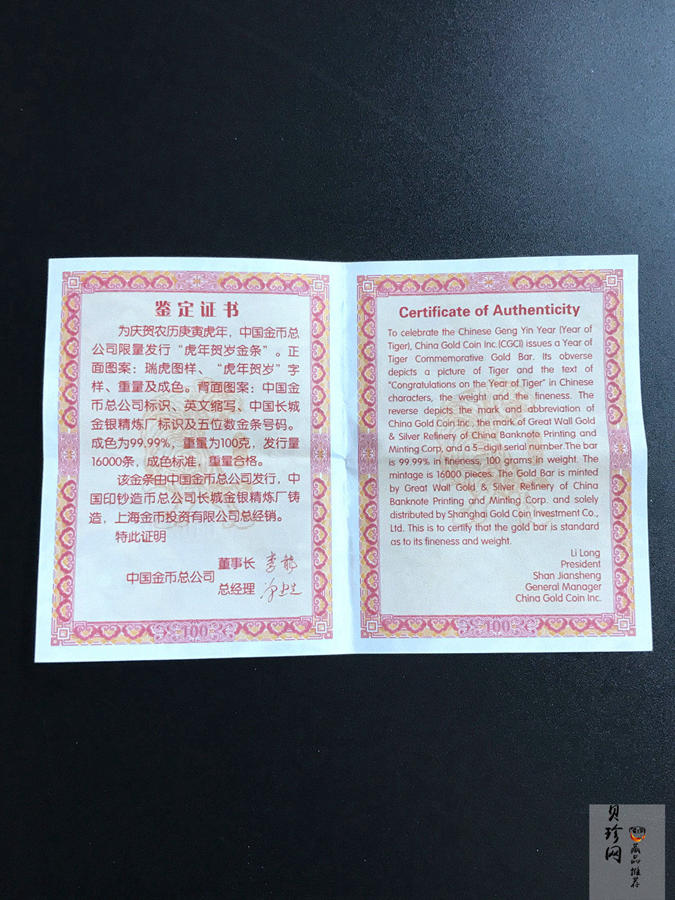 鉴定证书
为庆贺农历庚寅虎年，中国金币总
公司限量发行“虎年贺岁金条”。正
面图案：瑞虎图样、“虎年贺岁”字
样、重量及成色。背面图案：中国金
币总公司标识、英文缩写、中国长城
金银精炼厂标识及五位数金条号码。
成色为99.99%，重量为100克，发行量
16000条，成色标准，重量合格。
该金条由中国金币总公司发行，中
国印钞造币总公司长城金银精炼厂铸
造，上海金币投资有限公司总经销。
特此证明
董事长
中国金币总公司
总经理
100
Certificate of Authenticity
To celebrate the Chinese Geng Yin Year (Year of
Tiger), China Gold Coin Inc.(CGCI) issues a Year of
Tiger Commemorative Gold Bar. Its obverse
depicts a picture of Tiger and the text of
"Congratulations on the Year of Tiger" in Chinese
characters, the weight and the fineness. The
reverse depicts the mark and abbreviation of
China Gold Coin Inc, the mark of Great Wall Gold
& Silver Refinery of China Banknote Printing and
Minting Corp, and a 5-digit serial number.The bar
is 99.99% in fineness, 100 grams in weight. The
mintage is 16000 pieces. The Gold Bar is minted
by Great Wall Gold & Silver Refinery of China
Banknote Printing and Minting Corp. and solely
distributed by Shanghai Gold Coin Investment Co.,
Ltd. This is to certify that the gold bar is standard
as to its fineness and weight.
Li Long
President
Shan Jiansheng
General Manager
China Gold Coin Inc.
100
贝珍网
藏品推荐